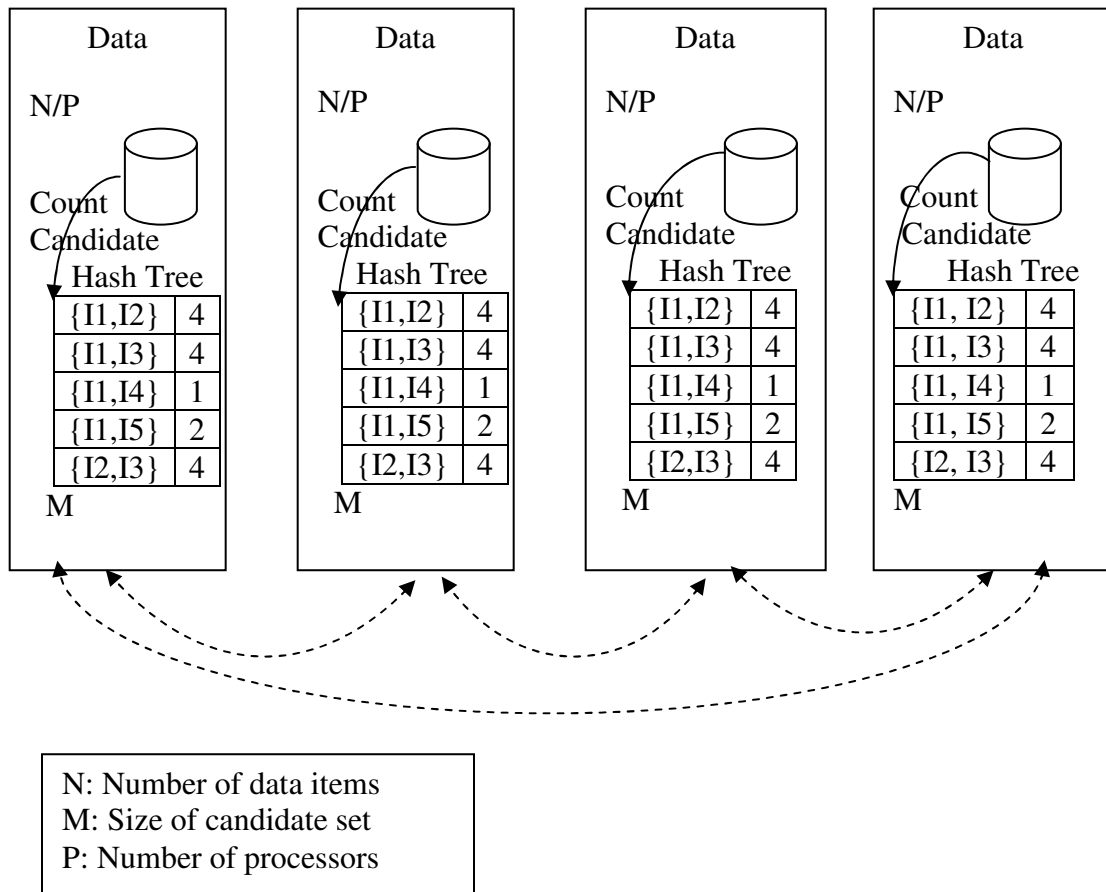 Data
N/P
Count
Candidate
Hash Tree
{I1,I2} 4
{I1,I3} 4
{I1,I4} 1
{I1,I5} 2
{I2,I3} 4
M
Data
N/P
Count
Candidate
Hash Tree
{I1,I2} 4
{I1,I3} 4
{I1,I4} 1
{I1,I5} 2
{I2,I3} 4
M
Data
N/P
Count
Candidate
Hash Tree
{I1,I2} 4
{I1,I3} 4
{I1,I4} 1
{I1,I5} 2
{I2,I3} 4
M
Data
N/P
Count
Candidate
Hash Tree
{I1, I2} 4
{I1, I3} 4
{I1, I4} 1
{I1, I5} 2
{I2, I3} 4
M
N: Number of data items
M: Size of candidate set
P: Number of processors